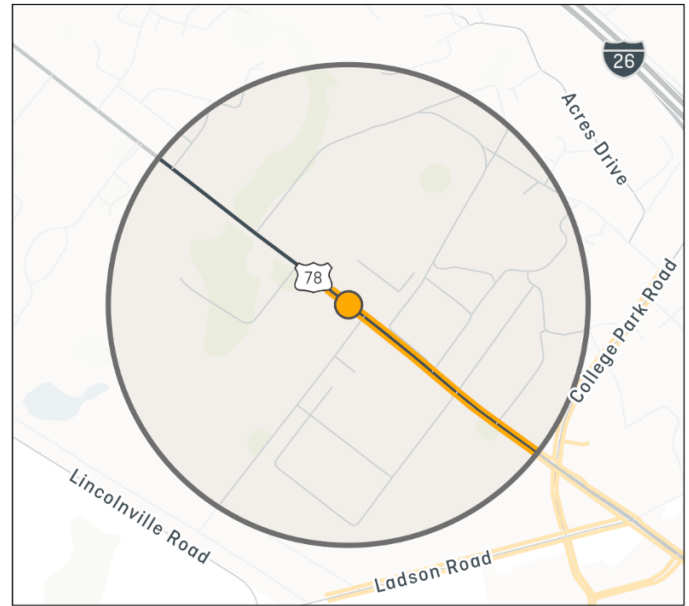 26
Acres Drive
78
College Park Road
Lincolnville Road
Ladson Road